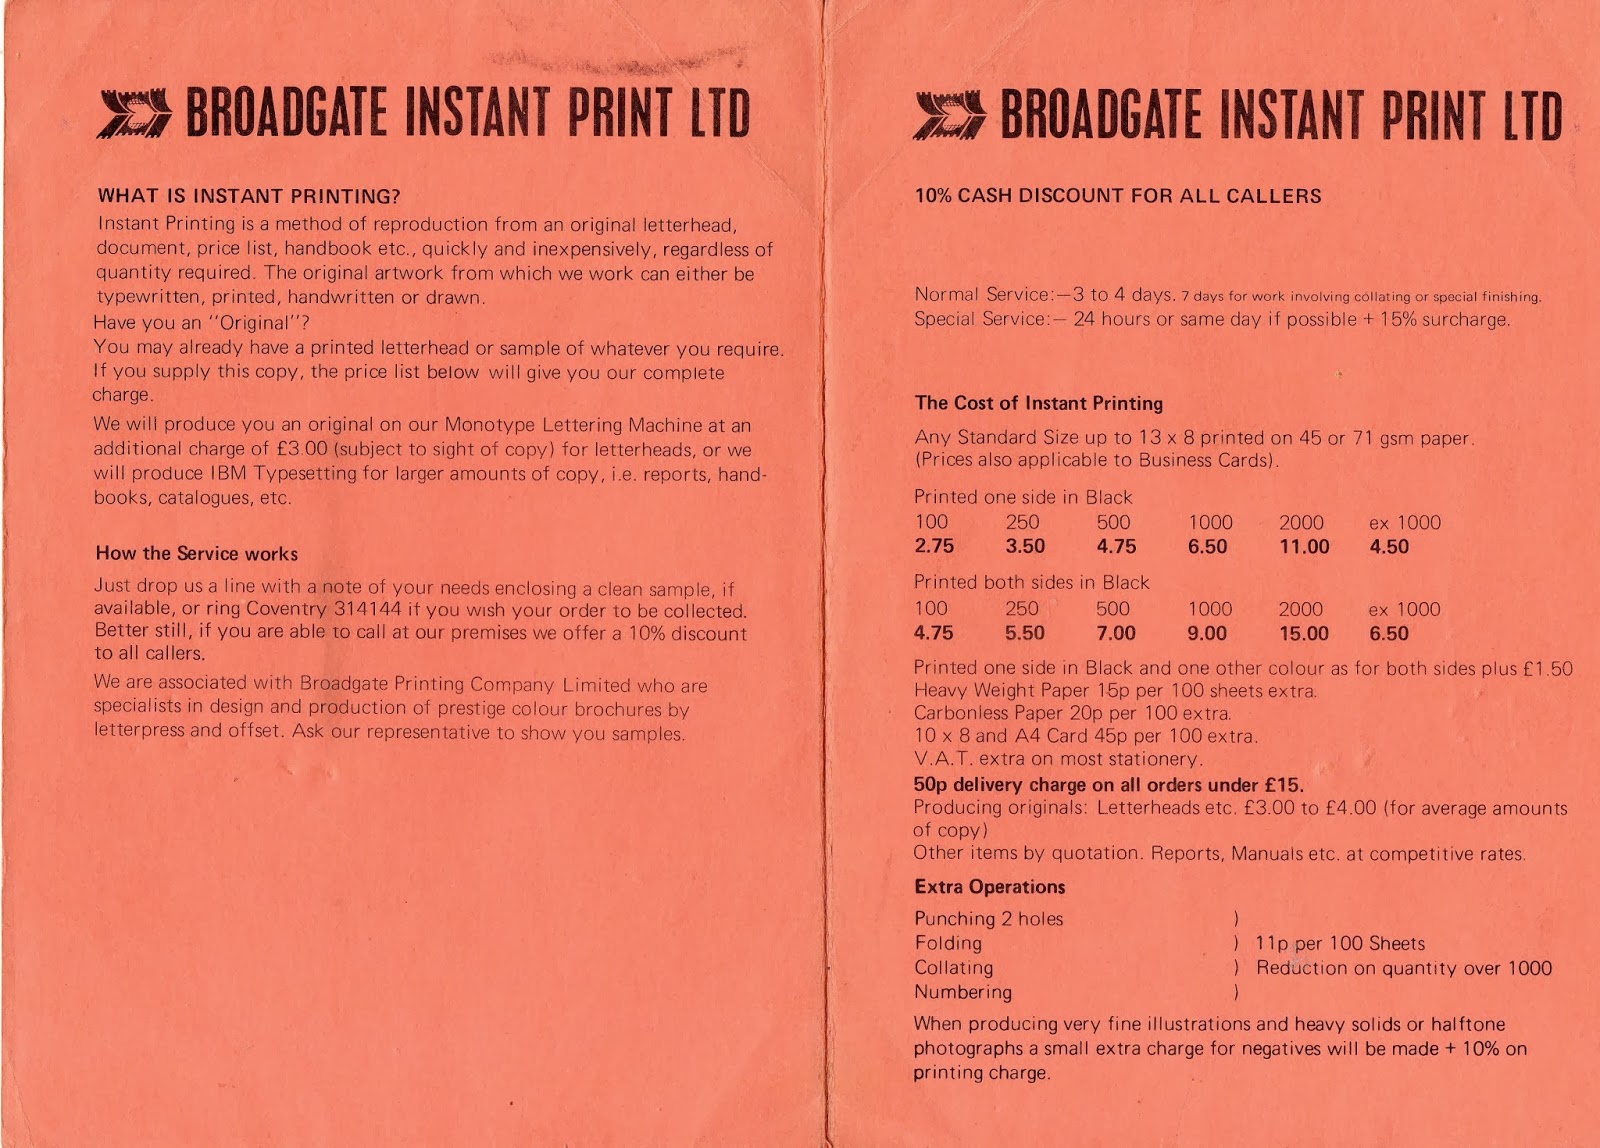 BROADGATE INSTANT PRINT LTD
WHAT IS INSTANT PRINTING?
Instant Printing is a method of reproduction from an original letterhead,
document, price list, handbook etc., quickly and inexpensively, regardless of
quantity required. The original artwork from which we work can either be
typewritten, printed, handwritten or drawn.
Have you an "Original"?
You may already have a printed letterhead or sample of whatever you require.
If you supply this copy, the price list below will give you our complete
charge.
We will produce you an original on our Monotype Lettering Machine at an
additional charge of £3.00 (subject to sight of copy) for letterheads, or we
will produce IBM Typesetting for larger amounts of copy, i.e. reports, hand-
books, catalogues, etc.
How the Service works
Just drop us a line with a note of your needs enclosing a clean sample, if
available, or ring Coventry 314144 if you wish your order to be collected.
Better still, if you are able to call at our premises we offer a 10% discount
to all callers.
We are associated with Broadgate Printing Company Limited who are
specialists in design and production of prestige colour brochures by
letterpress and offset. Ask our representative to show you samples.
BROADGATE INSTANT PRINT LTD
10% CASH DISCOUNT FOR ALL CALLERS
Normal Service:—3 to 4 days. 7 days for work involving collating or special finishing.
Special Service:— 24 hours or same day if possible + 15% surcharge.
The Cost of Instant Printing
Any Standard Size up to 13 x 8 printed on 45 or 71 gsm paper.
(Prices also applicable to Business Cards).
Printed one side in Black
100 250 500 1000 2000 ex 1000
2.75 3.50 4.75 6.50 11.00 4.50
Printed both sides in Black
100 250 500 1000 2000 ex 1000
4.75 5.50 7.00 9.00 15.00 6.50
Printed one side in Black and one other colour as for both sides plus £1.50
Heavy Weight Paper 15p per 100 sheets extra.
Carbonless Paper 20p per 100 extra.
10 x 8 and A4 Card 45p per 100 extra.
V.A.T. extra on most stationery.
50p delivery charge on all orders under £15.
Producing originals: Letterheads etc. £3.00 to £4.00 (for average amounts
of copy)
Other items by quotation. Reports, Manuals etc. at competitive rates.
Extra Operations
Punching 2 holes )
Folding ) 11p per 100 Sheets
Collating ) Reduction on quantity over 1000
Numbering )
When producing very fine illustrations and heavy solids or halftone
photographs a small extra charge for negatives will be made + 10% on
printing charge.